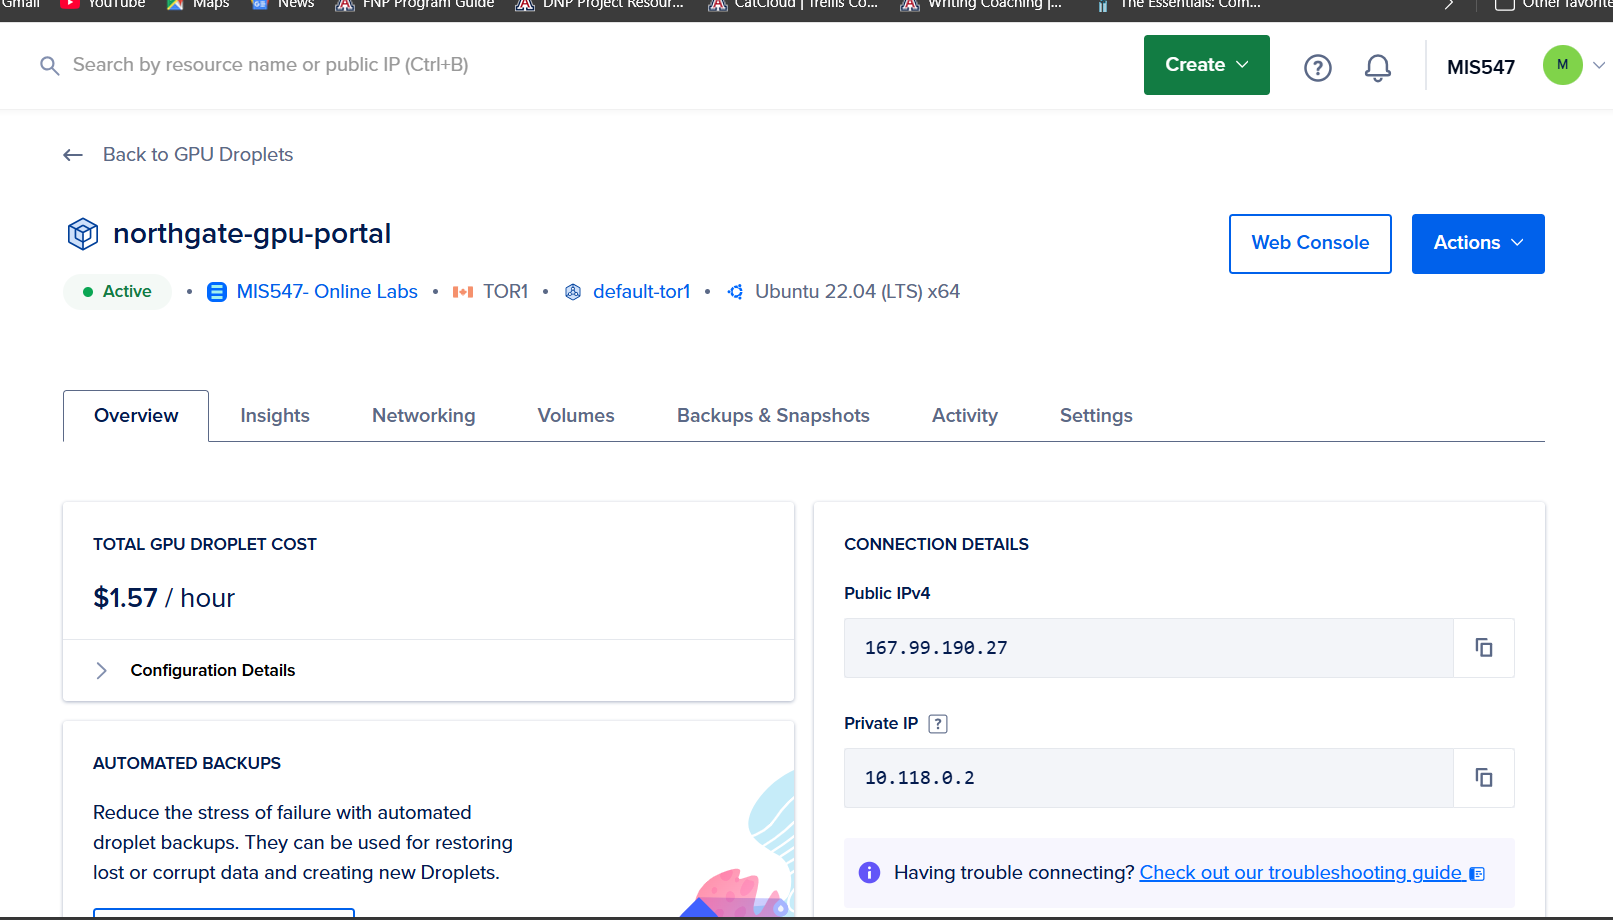 Gmail YouTube Maps News FNP Program Guide DNP Project Resour... CatCloud | Trellis Co... Writing Coaching |... The Essentials: Com... Other favorite
Search by resource name or public IP (Ctrl+B)
Create
?
MIS547
M
Back to GPU Droplets
northgate-gpu-portal
Web Console
Actions
Active • MIS547- Online Labs • TOR1 • default-tor1 • Ubuntu 22.04 (LTS) x64
Overview Insights Networking Volumes Backups & Snapshots Activity Settings
TOTAL GPU DROPLET COST
$1.57 / hour
Configuration Details
AUTOMATED BACKUPS
Reduce the stress of failure with automated
droplet backups. They can be used for restoring
lost or corrupt data and creating new Droplets.
CONNECTION DETAILS
Public IPv4
167.99.190.27
Private IP ?
10.118.0.2
Having trouble connecting? Check out our troubleshooting guide